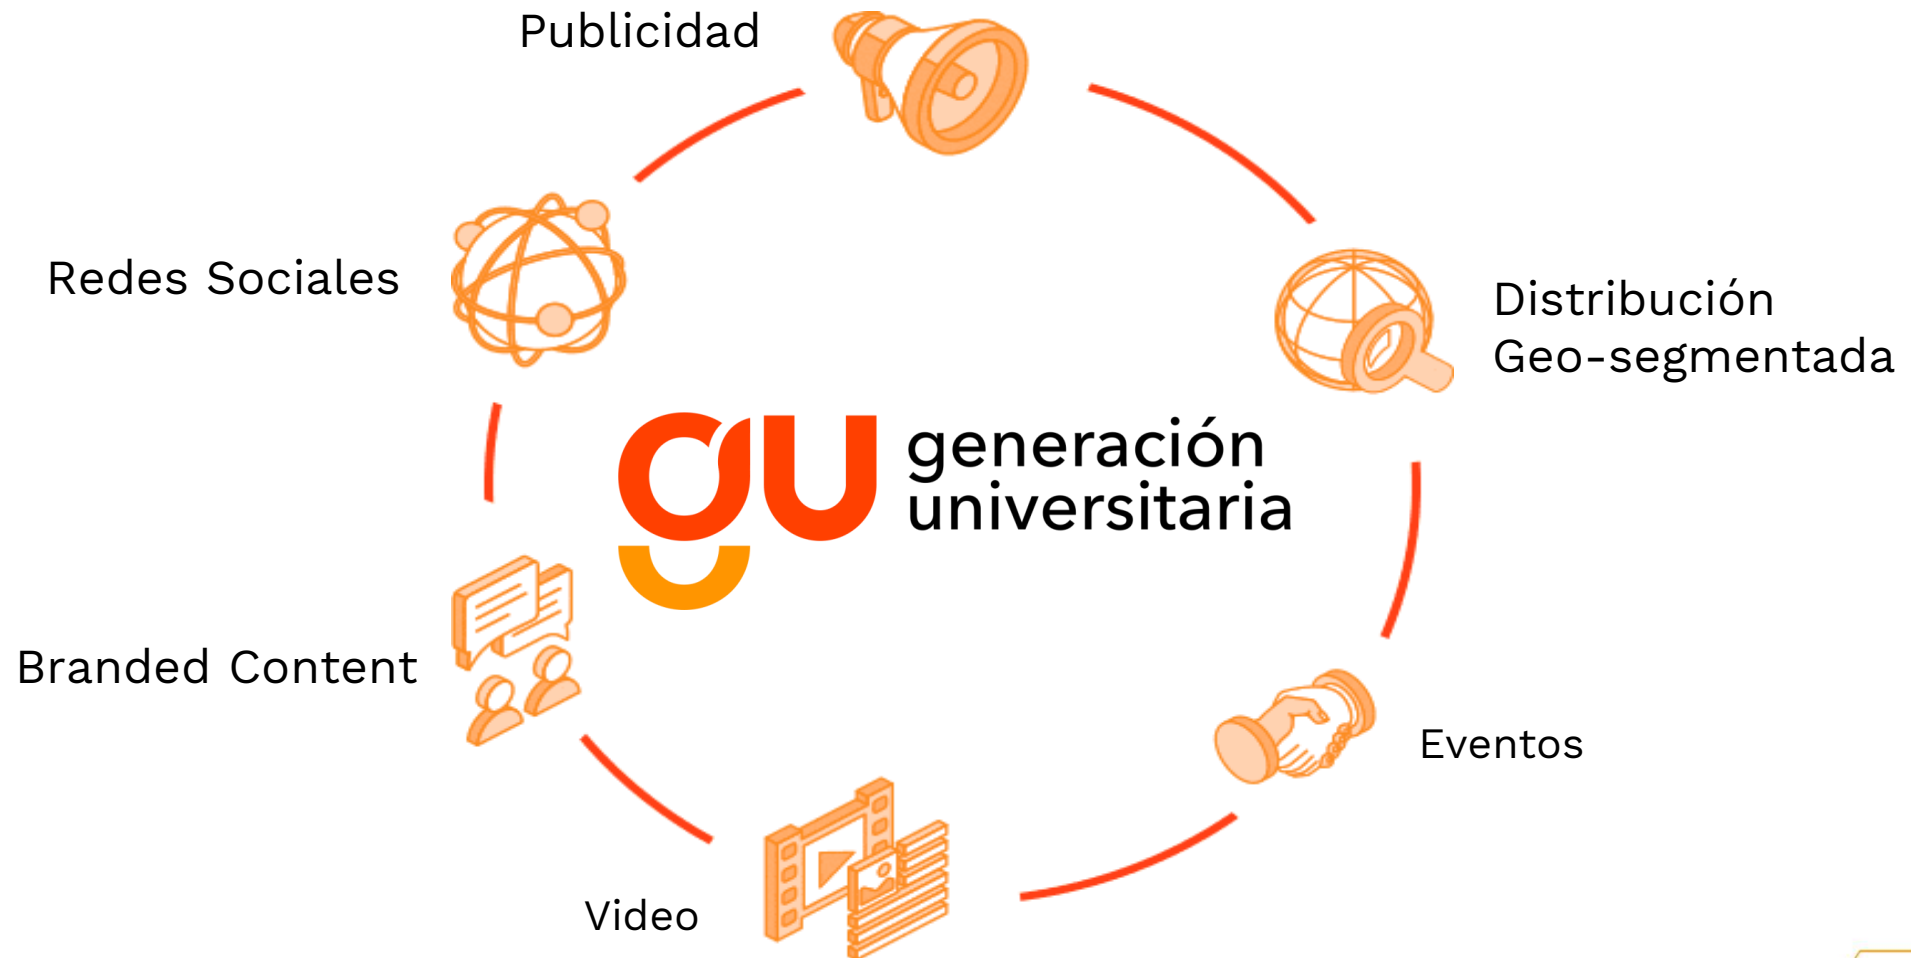 Publicidad
Redes Sociales
Distribución
Geo-segmentada
gu generación
universitaria
Branded Content
Eventos
Video